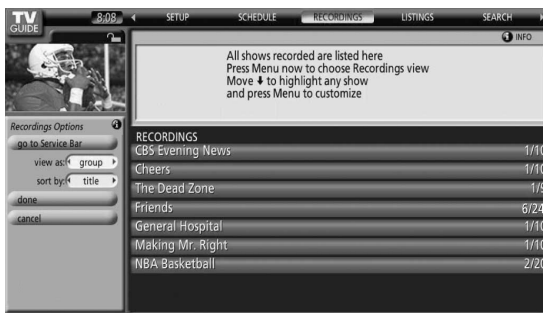 TV
GUIDE
8:08
SETUP
SCHEDULE
RECORDINGS
LISTINGS
SEARCH
INFO
All shows recorded are listed here
Press Menu now to choose Recordings view
Move ⬇ to highlight any show
and press Menu to customize
Recordings Options
go to Service Bar
view as: group
sort by: title
done
cancel
RECORDINGS
CBS Evening News 1/10
Cheers 1/10
The Dead Zone 1/9
Friends 6/24
General Hospital 1/10
Making Mr. Right 1/10
NBA Basketball 2/20